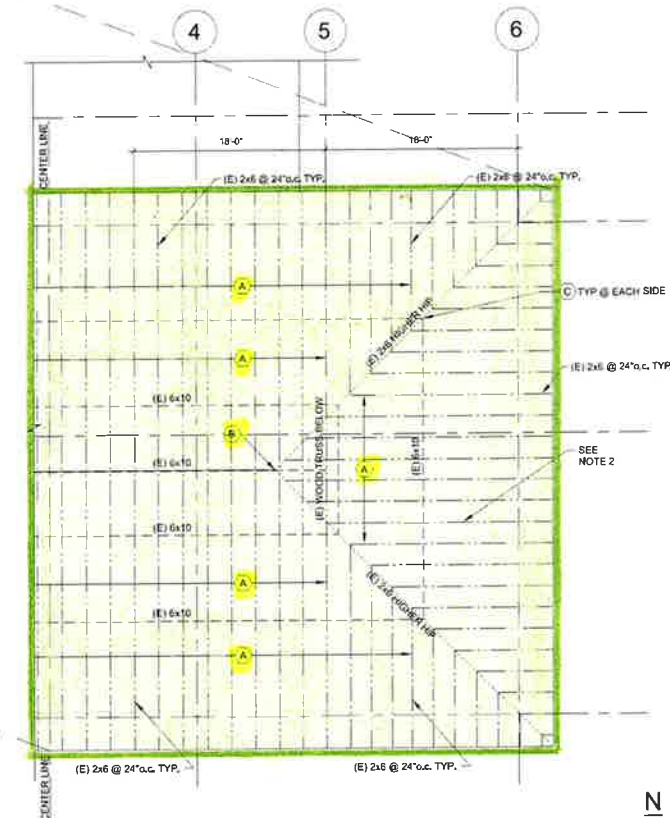 4
5
6
CENTER LINE
18'-0"
16'-0"
(E) 2x6 @ 24"o.c. TYP.
(E) 2x6 @ 24"o.c. TYP.
A
C TYP @ EACH SIDE
(E) 2x6 HIGHER HIP
A
(E) 2x6 @ 24"o.c. TYP
(E) 6x10
B
(E) WOOD TRUSS BELOW
SEE
NOTE 2
(E) 6x10
A
(E) 6x10
(E) 6x10
A
(E) 2x6 HIGHER HIP
(E) 6x10
A
(E) 2x6 @ 24"o.c. TYP.
(E) 2x6 @ 24"o.c. TYP.
CENTER LINE
N